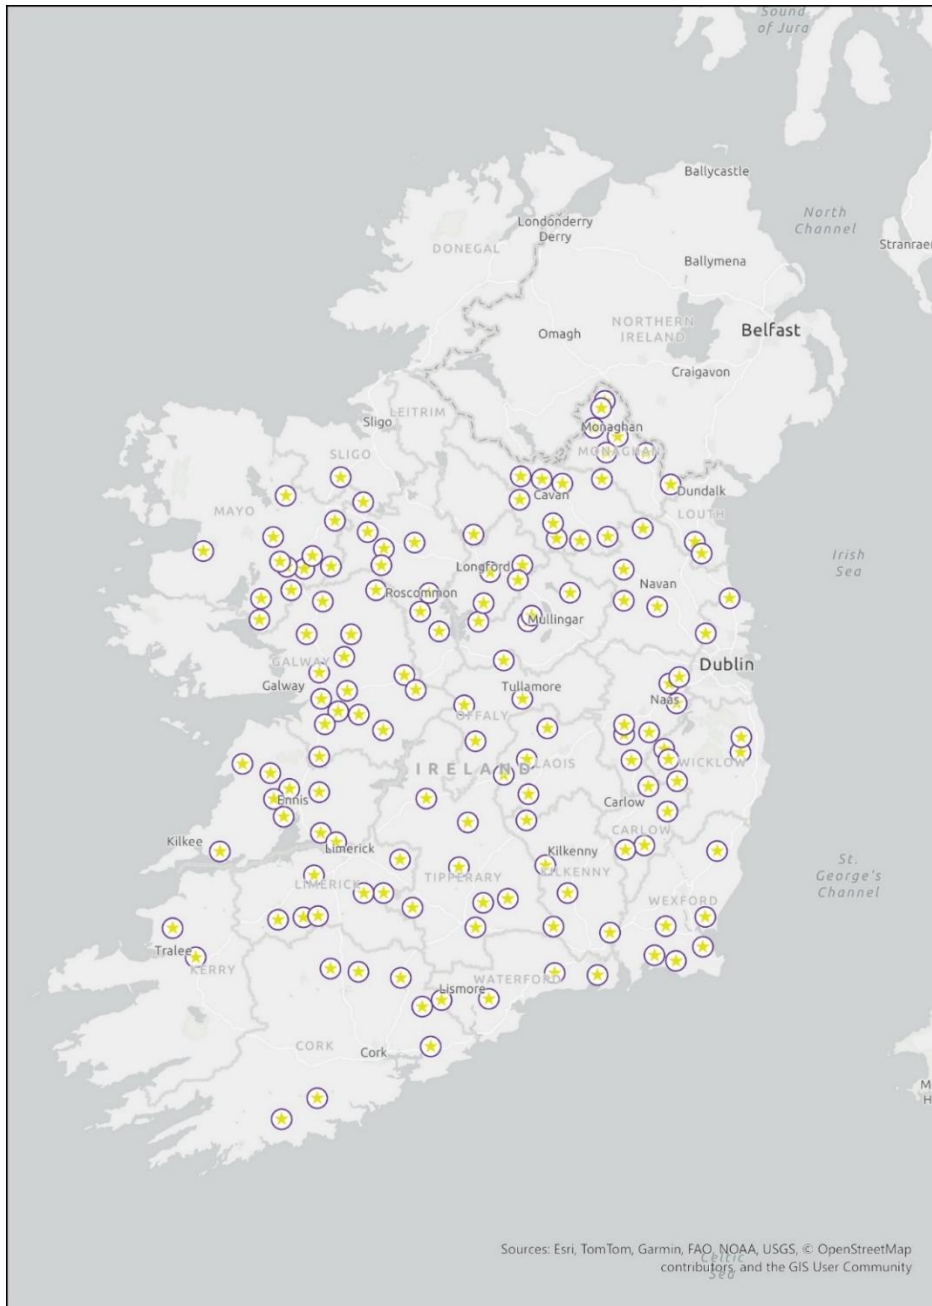 Sound
of Jura
Ballycastle
North
Channel
Londonderry
Derry
Stranraer
DONEGAL
Ballymena
NORTHERN
IRELAND
Belfast
Omagh
Craigavon
LEITRIM
Sligo
Monaghan
MONAGHAN
SLIGO
Cavan
Dundalk
MAYO
LOUTH
Irish
Sea
Longford
Navan
Roscommon
Mullingar
GALWAY
Dublin
Galway
Tullamore
Naas
OFFALY
IRELAND
LAOIS
WICKLOW
Ennis
Carlow
CARLOW
Kilkee
Limerick
Kilkenny
St.
George's
Channel
LIMERICK
TIPPERARY
KILKENNY
WEXFORD
Tralee
KERRY
WATERFORD
Lismore
CORK
Cork
M
H
Sources: Esri, TomTom, Garmin, FAO, NOAA, USGS, © OpenStreetMap
contributors, and the GIS User Community
Celtic
Sea